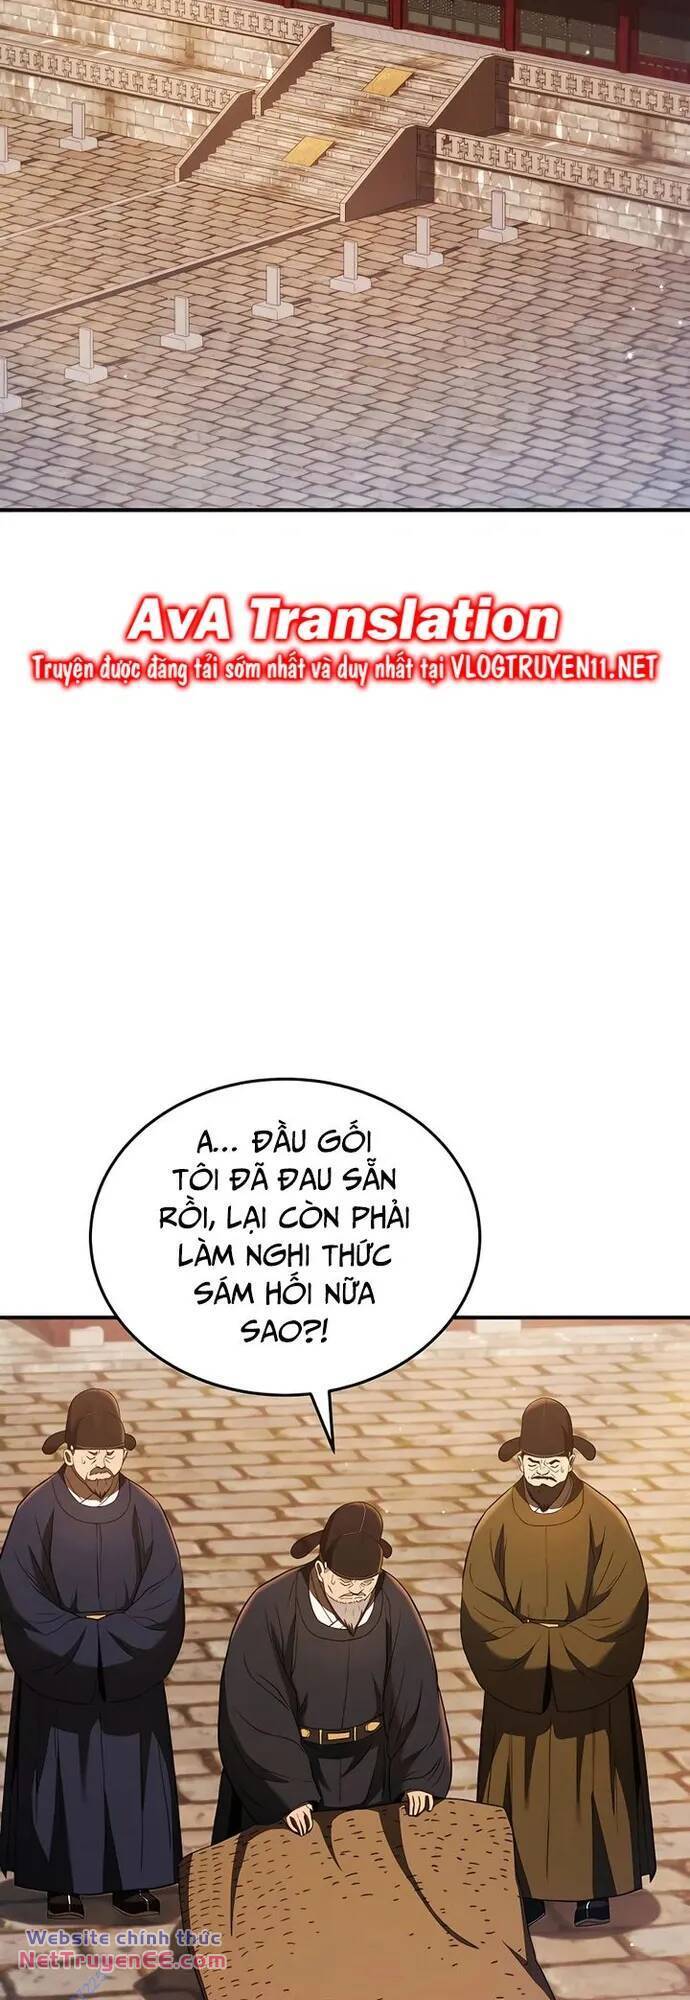 AvA Translation
Truyện được đăng tải sớm nhất và duy nhất tại VLOGTRUYEN11.NET
A... ĐẦU GỐI
TÔI ĐÃ ĐAU SẴN
RỒI, LẠI CÒN PHẢI
LÀM NGHI THỨC
SÁM HỐI NỮA
SAO?!
Website chính thức
NetTruyenEE.com